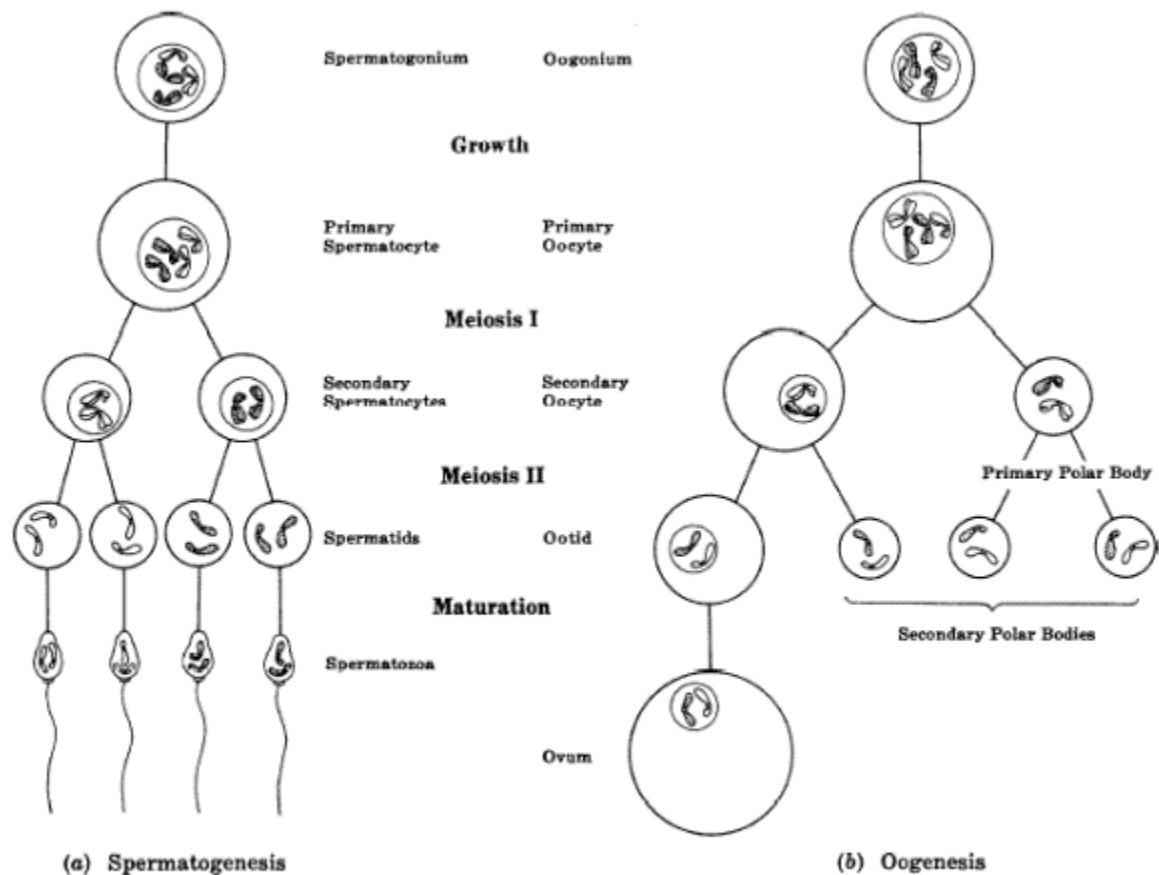 Spermatogonium Oogonium
Growth
Primary Primary
Spermatocyte Oocyte
Meiosis I
Secondary Secondary
Spermatocytes Oocyte
Meiosis II
Primary Polar Body
Spermatids Ootid
Maturation
Secondary Polar Bodies
Spermatozoa
Ovum
(a) Spermatogenesis (b) Oogenesis